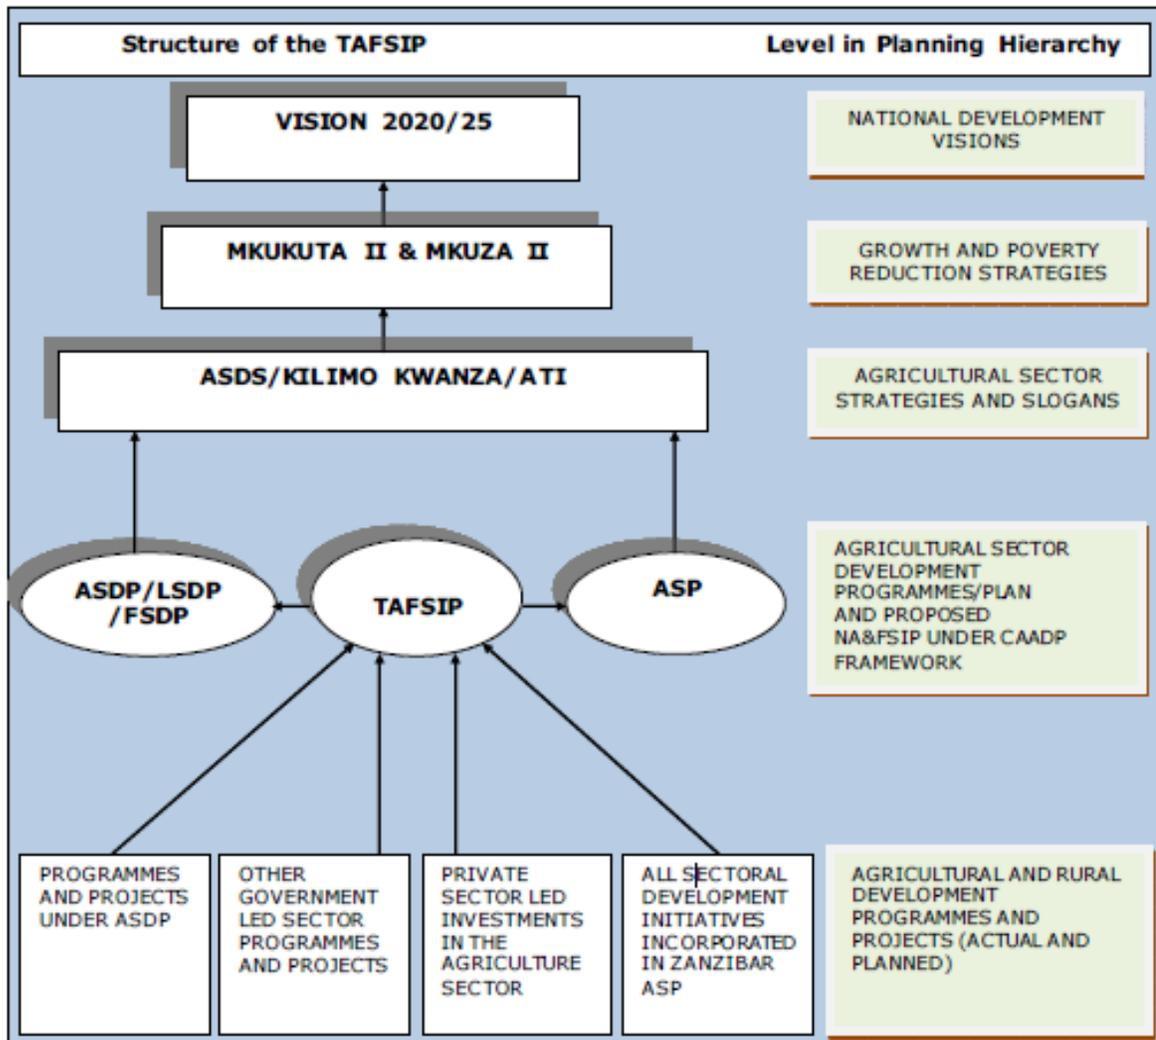 Structure of the TAFSIP
Level in Planning Hierarchy
VISION 2020/25
NATIONAL DEVELOPMENT
VISIONS
MKUKUTA II & MKUZA II
GROWTH AND POVERTY
REDUCTION STRATEGIES
ASDS/KILIMO KWANZA/ATI
AGRICULTURAL SECTOR
STRATEGIES AND SLOGANS
ASDP/LSDP
/FSDP
TAFSIP
ASP
AGRICULTURAL SECTOR
DEVELOPMENT
PROGRAMMES/PLAN
AND PROPOSED
NA&FSIP UNDER CAADP
FRAMEWORK
PROGRAMMES
AND PROJECTS
UNDER ASDP
OTHER
GOVERNMENT
LED SECTOR
PROGRAMMES
AND PROJECTS
PRIVATE
SECTOR LED
INVESTMENTS
IN THE
AGRICULTURE
SECTOR
ALL SECTORAL
DEVELOPMENT
INITIATIVES
INCORPORATED
IN ZANZIBAR
ASP
AGRICULTURAL AND RURAL
DEVELOPMENT
PROGRAMMES AND
PROJECTS (ACTUAL AND
PLANNED)